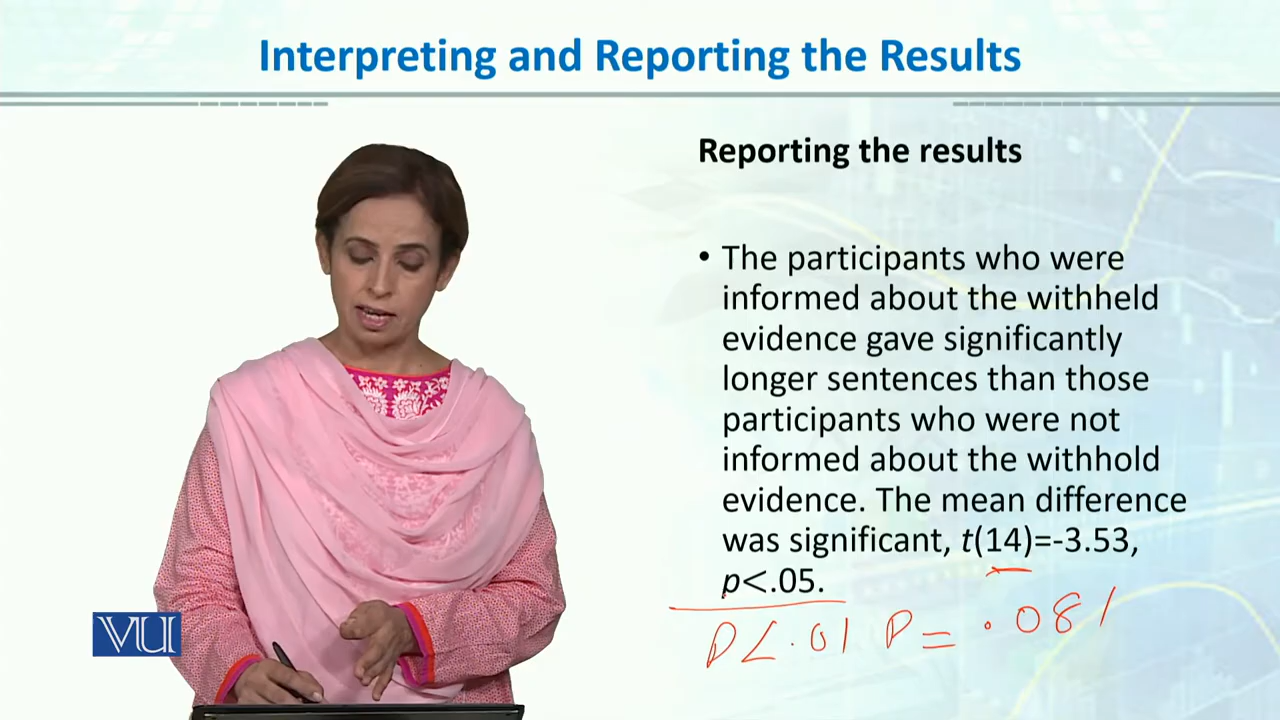 Interpreting and Reporting the Results
Reporting the results
• The participants who were
informed about the withheld
evidence gave significantly
longer sentences than those
participants who were not
informed about the withhold
evidence. The mean difference
was significant, t(14)=-3.53,
p<.05.
P<.01 P=.081
VU